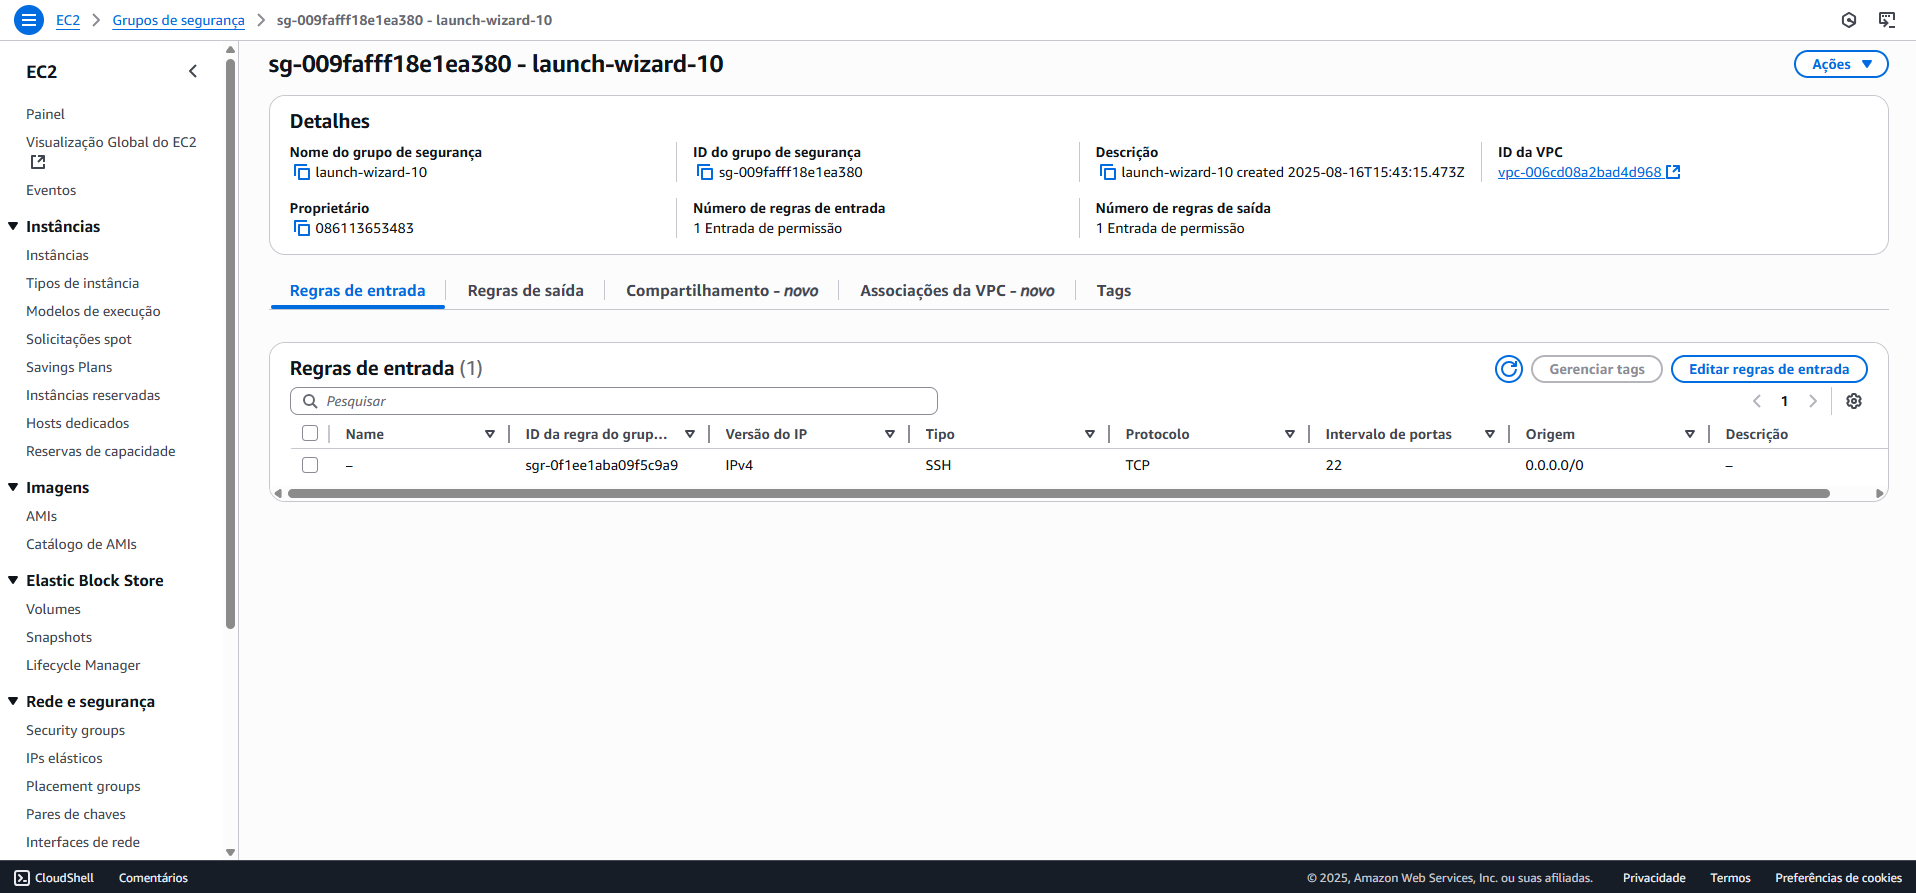 EC2 > Grupos de segurança > sg-009fafff18e1ea380 - launch-wizard-10
EC2
Painel
Visualização Global do EC2
Eventos
Instâncias
Instâncias
Tipos de instância
Modelos de execução
Solicitações spot
Savings Plans
Instâncias reservadas
Hosts dedicados
Reservas de capacidade
Imagens
AMIs
Catálogo de AMIs
Elastic Block Store
Volumes
Snapshots
Lifecycle Manager
Rede e segurança
Security groups
IPs elásticos
Placement groups
Pares de chaves
Interfaces de rede
sg-009fafff18e1ea380 - launch-wizard-10
Ações
Detalhes
Nome do grupo de segurança
launch-wizard-10
ID do grupo de segurança
sg-009fafff18e1ea380
Descrição
launch-wizard-10 created 2025-08-16T15:43:15.473Z
ID da VPC
vpc-006cd08a2bad4d968
Proprietário
086113653483
Número de regras de entrada
1 Entrada de permissão
Número de regras de saída
1 Entrada de permissão
Regras de entrada Regras de saída Compartilhamento - novo Associações da VPC - novo Tags
Regras de entrada (1)
Gerenciar tags Editar regras de entrada
Pesquisar
1
Name ID da regra do grup... Versão do IP Tipo Protocolo Intervalo de portas Origem Descrição
– sgr-0f1ee1aba09f5c9a9 IPv4 SSH TCP 22 0.0.0.0/0 –
CloudShell Comentários © 2025, Amazon Web Services, Inc. ou suas afiliadas. Privacidade Termos Preferências de cookies